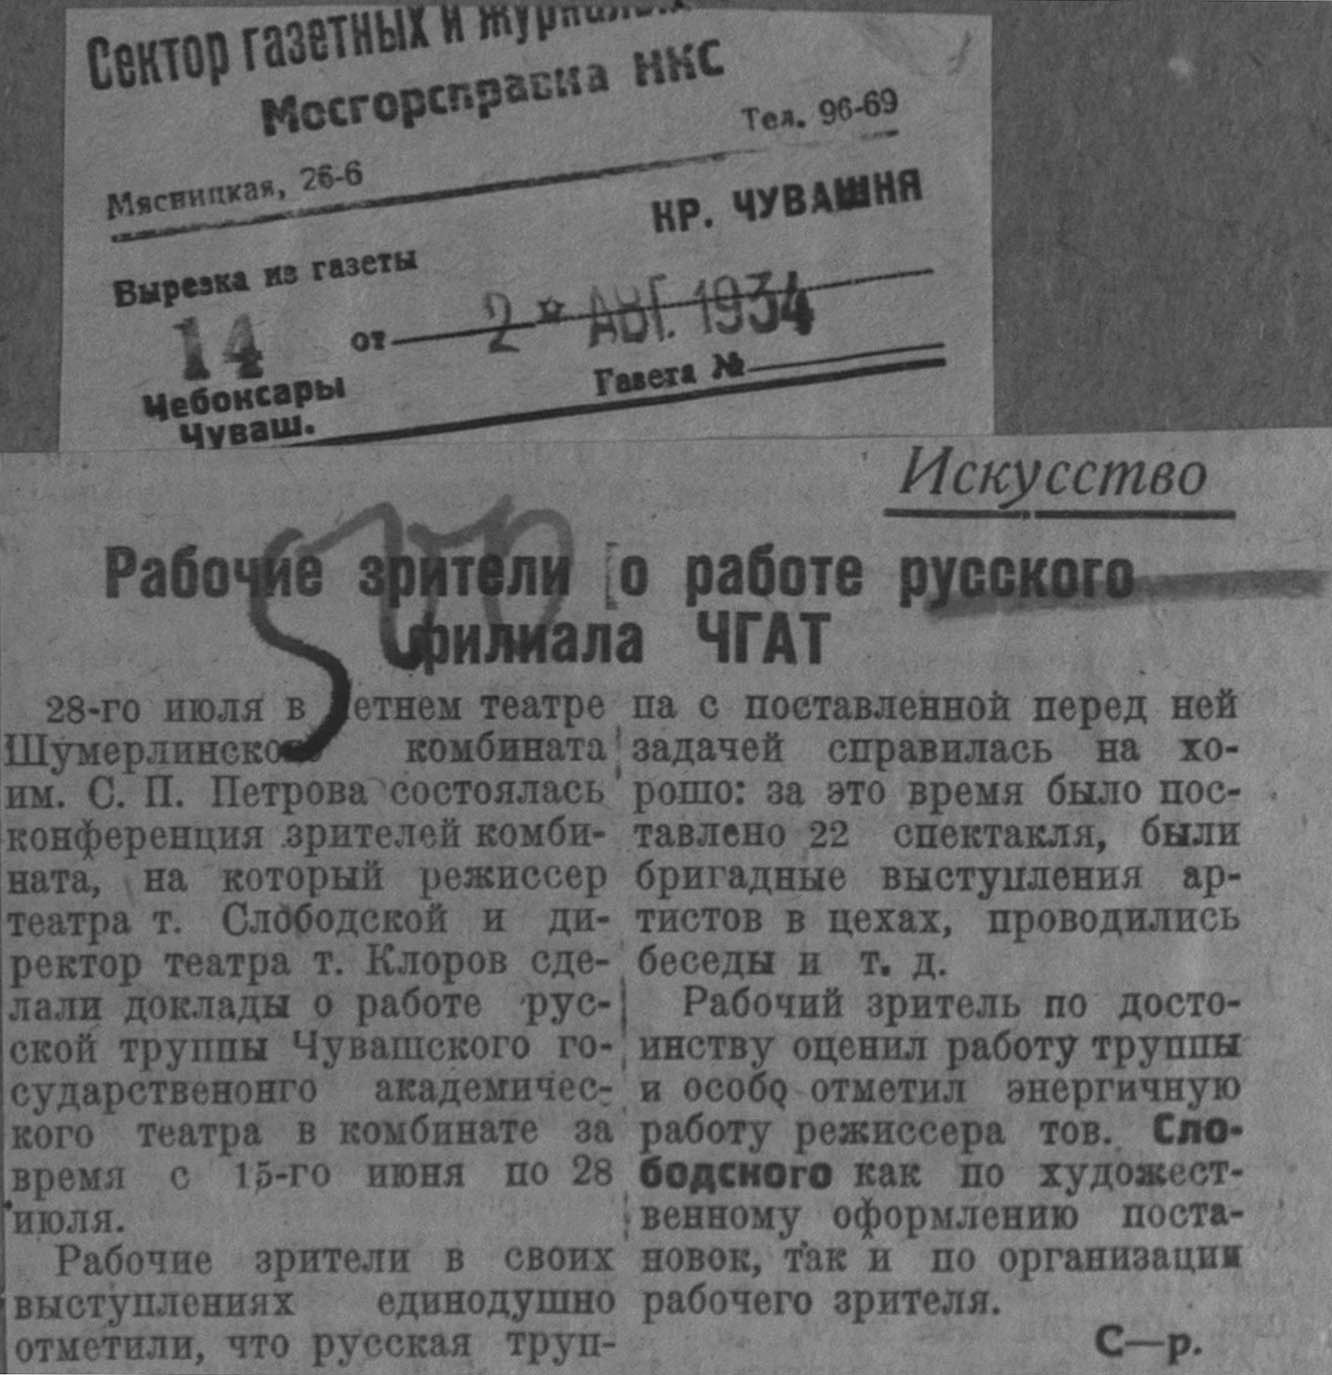 Сектор газетных и
Мосгорсправка НКС
Мясницкая, 26-6
Тел. 96-69
КР. ЧУВАШИЯ
Вырезка из газеты
14 от 2 * АВГ. 1934
Чебоксары
Чуваш.
Газета №
Искусство
Рабочие зрители о работе русского
филиала ЧГАТ
28-го июля в летнем театре
Шумерлинского комбината
им. С. П. Петрова состоялась
конференция зрителей комби-
ната, на который режиссер
театра т. Слободской и ди-
ректор театра т. Клоров сде-
лали доклады о работе рус-
ской труппы Чувашского го-
сударственонго академичес-
кого театра в комбинате за
время с 15-го июня по 28
июля.
Рабочие зрители в своих
выступлениях единодушно
отметили, что русская труп-
па с поставленной перед ней
задачей справилась на хо-
рошо: за это время было пос-
тавлено 22 спектакля, были
бригадные выступления ар-
тистов в цехах, проводились
беседы и т. д.
Рабочий зритель по досто-
инству оценил работу труппы
и особо отметил энергичную
работу режиссера тов. Сло-
бодского как по художест-
венному оформлению поста-
новок, так и по организации
рабочего зрителя.
С—р.